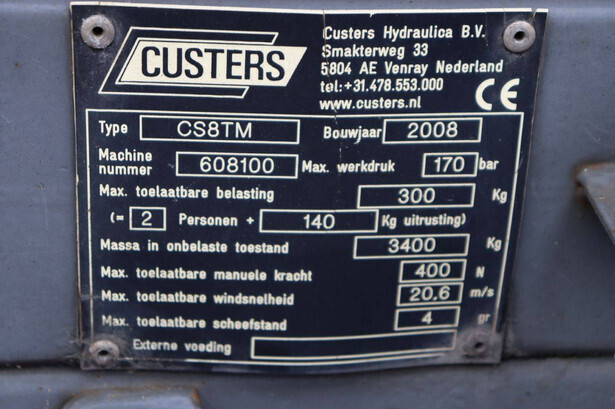 CUSTERS
Custers Hydraulica B.V.
Smakterweg 33
5804 AE Venray Nederland
tel:+31.478.553.000
www.custers.nl
CE
Type CS8TM Bouwjaar 2008
Machine nummer 608100 Max. werkdruk 170 bar
Max. toelaatbare belasting 300 Kg
(= 2 Personen + 140 Kg uitrusting)
Massa in onbelaste toestand 3400 Kg
Max. toelaatbare manuele kracht 400 N
Max. toelaatbare windsnelheid 20,6 m/s
Max. toelaatbare scheefstand 4 gr
Externe voeding